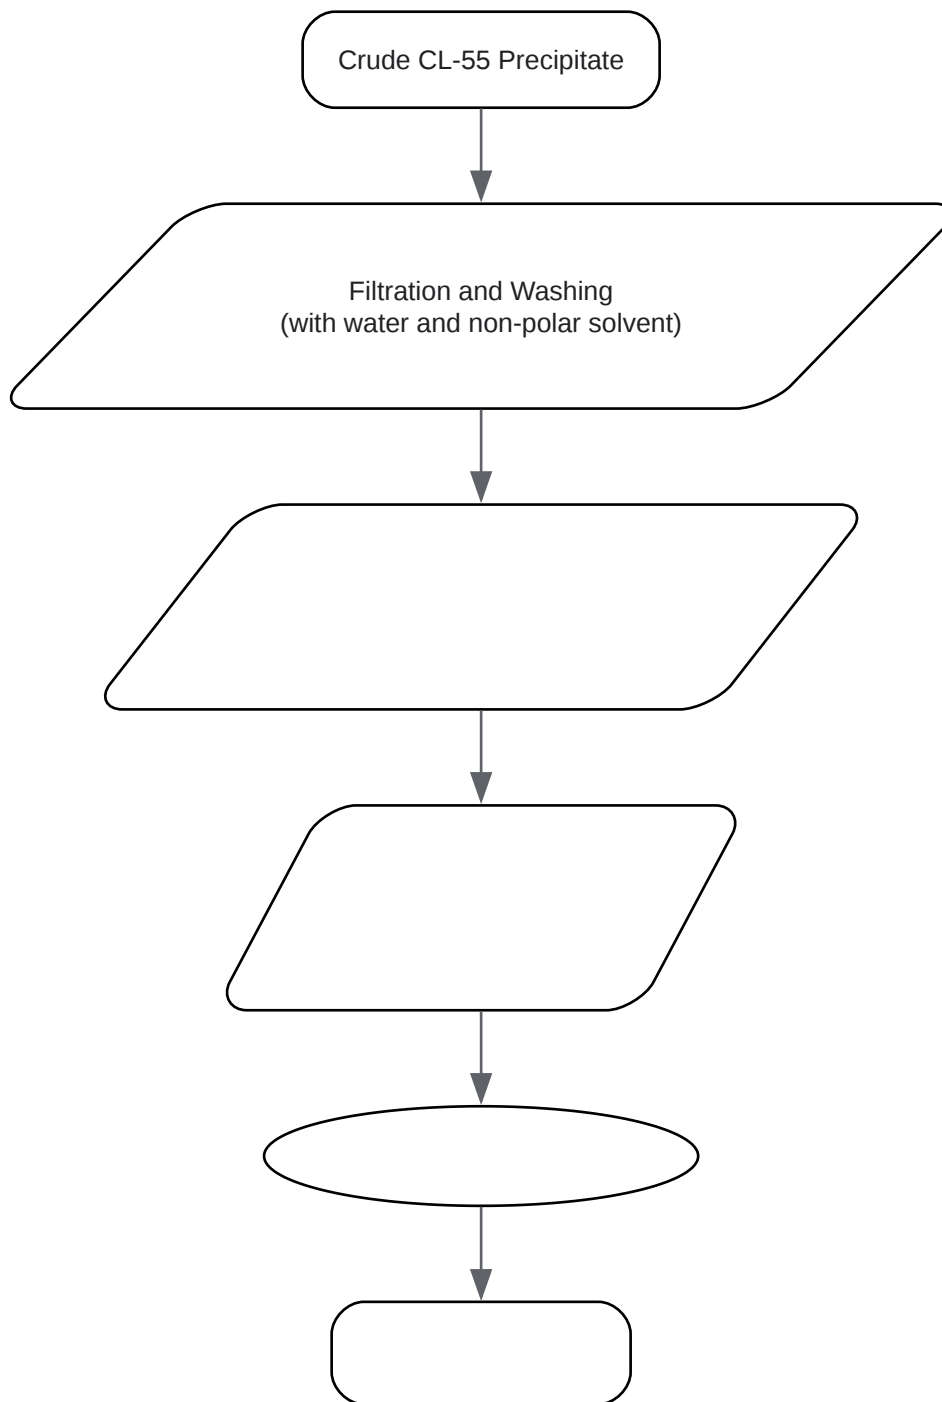 Crude CL-55 Precipitate
Filtration and Washing
(with water and non-polar solvent)